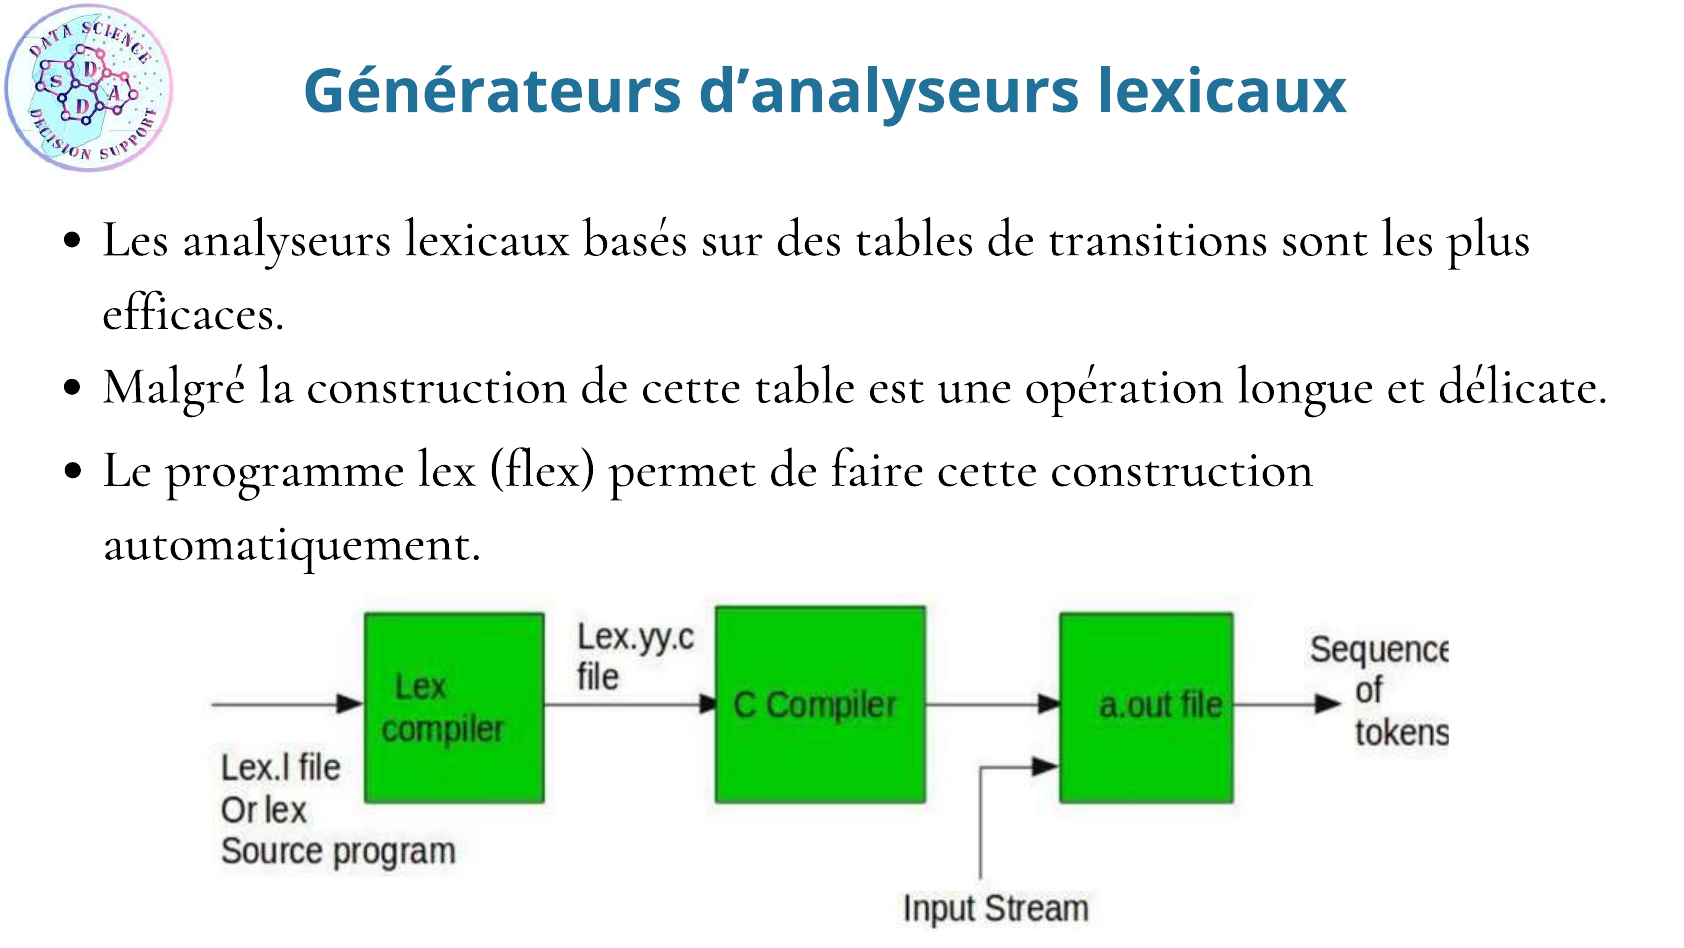 DATA SCIENCE
S D D A
DECISION SUPPORT
Générateurs d’analyseurs lexicaux
• Les analyseurs lexicaux basés sur des tables de transitions sont les plus
efficaces.
• Malgré la construction de cette table est une opération longue et délicate.
• Le programme lex (flex) permet de faire cette construction
automatiquement.
Lex
compiler
Lex.yy.c
file
C Compiler
a.out file
Sequence
of
tokens
Lex.l file
Or lex
Source program
Input Stream